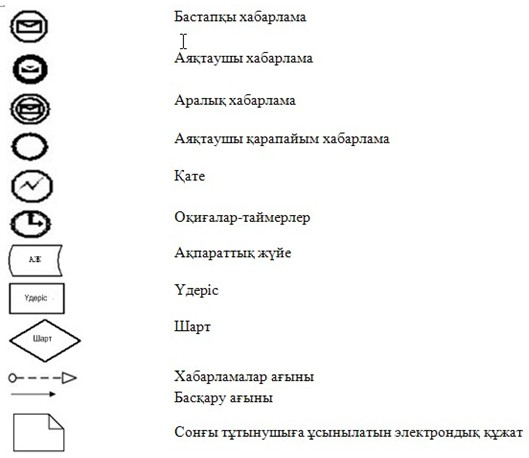 Бастапқы хабарлама
Аяқтаушы хабарлама
Аралық хабарлама
Аяқтаушы қарапайым хабарлама
Қате
Оқиғалар-таймерлер
АЖ
Ақпараттық жүйе
Үдеріс
Үдеріс
Шарт
Шарт
Хабарламалар ағыны
Басқару ағыны
Соңғы тұтынушыға ұсынылатын электрондық құжат